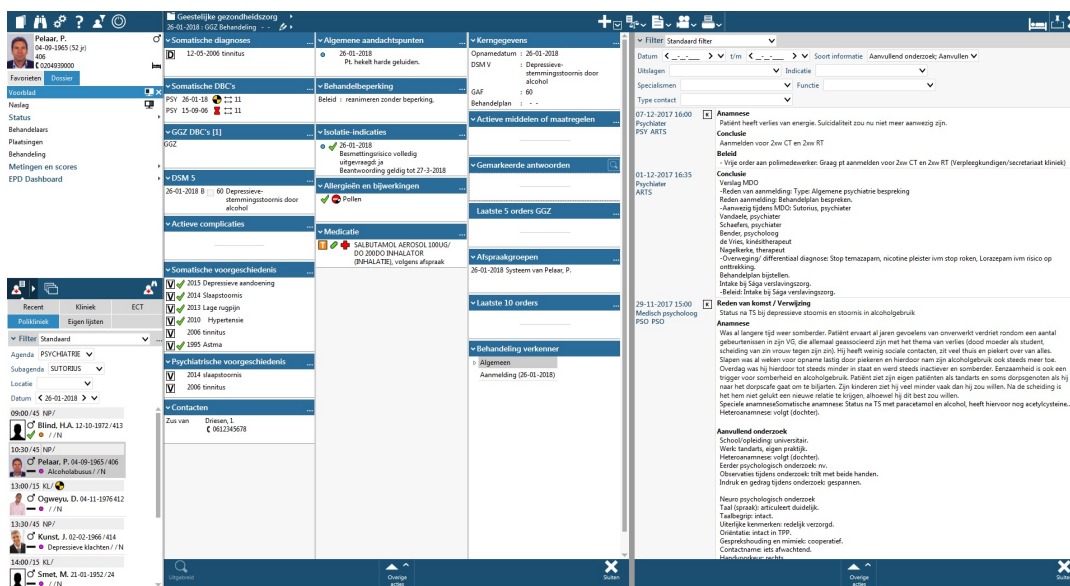 Pelaar, P.
04-09-1965 (52 jr)
406
0204939000
Favorieten Dossier
Voorblad
Naslag
Status
Behandelaars
Plaatsingen
Behandeling
Metingen en scores
EPD Dashboard
Recent Kliniek ECT
Polikliniek Eigen lijsten
Filter Standaard
Agenda PSYCHIATRIE
Subagenda SUTORIUS
Locatie
Datum < 26-01-2018 >
09:00/45 NP/
Blind, H.A. 12-10-1972/413
/ /N
10:30/45 NP/
Pelaar, P. 04-09-1965/406
Alcoholabusus/ /N
13:00/15 KL/
Ogweyu, D. 04-11-1976 412
/ /N
13:30/45 NP/
Kunst, J. 02-02-1966/414
Depressieve klachten/ / N
14:00/15 KL/
Smet, M. 21-01-1952/24
/ /N
Geestelijke gezondheidszorg
26-01-2018 : GGZ Behandeling - -
Somatische diagnoses ...
D 12-05-2006 tinnitus
Somatische DBC's ...
PSY 26-01-18 11
PSY 15-09-06 11
GGZ DBC's [1] ...
GGZ
DSM 5 ...
26-01-2018 8 60 Depressieve-
stemmingsstoornis door
alcohol
Actieve complicaties ...
Somatische voorgeschiedenis ...
V 2015 Depressieve aandoening
V 2014 Slaapstoornis
V 2013 Lage rugpijn
V 2010 Hypertensie
V 2006 tinnitus
V 1995 Astma
Psychiatrische voorgeschiedenis ...
V 2014 slaapstoornis
V 2006 tinnitus
Contacten ...
Zus van Driesen, I.
0612345678
Algemene aandachtspunten ...
26-01-2018
Pt. hekelt harde geluiden.
Behandelbeperking ...
Beleid : reanimeren zonder beperking,
Isolatie-indicaties ...
26-01-2018
Besmettingsrisico volledig
uitgevraagd: ja
Beantwoording geldig tot 27-3-2018
Allergieën en bijwerkingen ...
Pollen
Medicatie ...
SALBUTAMOL AEROSOL 100UG/
DO 200DO INHALATOR
(INHALATIE), volgens afspraak
Kerngegevens ...
Opnamedatum : 26-01-2018
DSM V : Depressieve-
stemmingsstoornis door
alcohol
GAF : 60
Behandelplan : - -
Actieve middelen of maatregelen ...
Gemarkeerde antwoorden
Laatste 5 orders GGZ ...
Afspraakgroepen ...
26-01-2018 Systeem van Pelaar, P.
Laatste 10 orders ...
Behandeling verkenner ...
Algemeen
Aanmelding (26-01-2018)
Uitgebreid Overige acties Sluiten
Filter Standaard filter
Datum < _-_-____ > t/m < _-_-____ > Soort informatie Aanvullend onderzoek; Aanvullen
Uitslagen Indicatie
Specialismen Functie
Type contact
07-12-2017 16:00 K Anamnese
Psychiater Patiënt heeft verlies van energie. Suïcidaliteit zou nu niet meer aanwezig zijn.
PSY ARTS Conclusie
Aanmelden voor 2xw CT en 2xw RT
Beleid
- Vrije order aan polimedewerker: Graag pt aanmelden voor 2xw CT en 2xw RT (Verpleegkundigen/secretariaat kliniek)
01-12-2017 16:35 Conclusie
Psychiater Verslag MDO
ARTS -Reden van aanmelding: Type: Algemene psychiatrie bespreking
Reden aanmelding: Behandelplan bespreken.
-Aanwezig tijdens MDO: Sutorius, psychiater
Vandaele, psychiater
Schaefers, psychiater
Bender, psycholoog
de Vries, kinésitherapeut
Nagelkerke, therapeut
-Overweging/ differentiaal diagnose: Stop temazapam, nicotine pleister ivm stop roken, Lorazepam ivm risico op
onttrekking.
Behandelplan bijstellen.
Intake bij Sága verslavingszorg.
-Beleid: Intake bij Sága verslavingszorg.
29-11-2017 15:00 K Reden van komst / Verwijzing
Medisch psycholoog Status na TS bij depressieve stoornis en stoornis in alcoholgebruik
PSO PSO Anamnese
Was al langere tijd weer somberder. Patiënt ervaart al jaren gevoelens van onverwerkt verdriet rondom een aantal
gebeurtenissen in zijn VG, die allemaal geassocieerd zijn met het thema van verlies (dood moeder als student,
scheiding van zijn vrouw tegen zijn zin). Hij heeft weinig sociale contacten, zit veel thuis en piekert over van alles.
Slapen was al weken voor opname lastig door piekeren en hierdoor nam zijn alcoholgebruik ook steeds meer toe.
Overdag was hij hierdoor tot steeds minder in staat en werd steeds inactiever en somberder. Eenzaamheid is ook een
trigger voor somberheid en alcoholgebruik. Patiënt ziet zijn eigen patiënten als tandarts en soms dorpsgenoten als hij
naar het dorpscafe gaat om te biljarten. Zijn kinderen ziet hij veel minder vaak dan hij zou willen. Na de scheiding is
het hem niet gelukt een nieuwe relatie te krijgen, alhoewel hij dit best zou willen.
Speciele anamneseSomatische anamnese: Status na TS met paracetamol en alcohol, heeft hiervoor nog acetylcysteine..
Heteroanamnese: volgt (dochter).
Aanvullend onderzoek
School/opleiding: universitair.
Werk: tandarts, eigen praktijk.
Heteroanamnese: volgt (dochter).
Eerder psychologisch onderzoek: nv.
Observaties tijdens onderzoek: trilt met beide handen.
Indruk en gedrag tijdens onderzoek: gespannen.
Neuro psychologisch onderzoek
Taal (spraak): articuleert duidelijk.
Taalbegrip: intact.
Uiterlijke kenmerken: redelijk verzorgd.
Oriëntatie: intact in TPP.
Gesprekshouding en mimiek: cooperatief.
Contactname: iets afwachtend.
Handvoorkeur: rechts
Overige acties